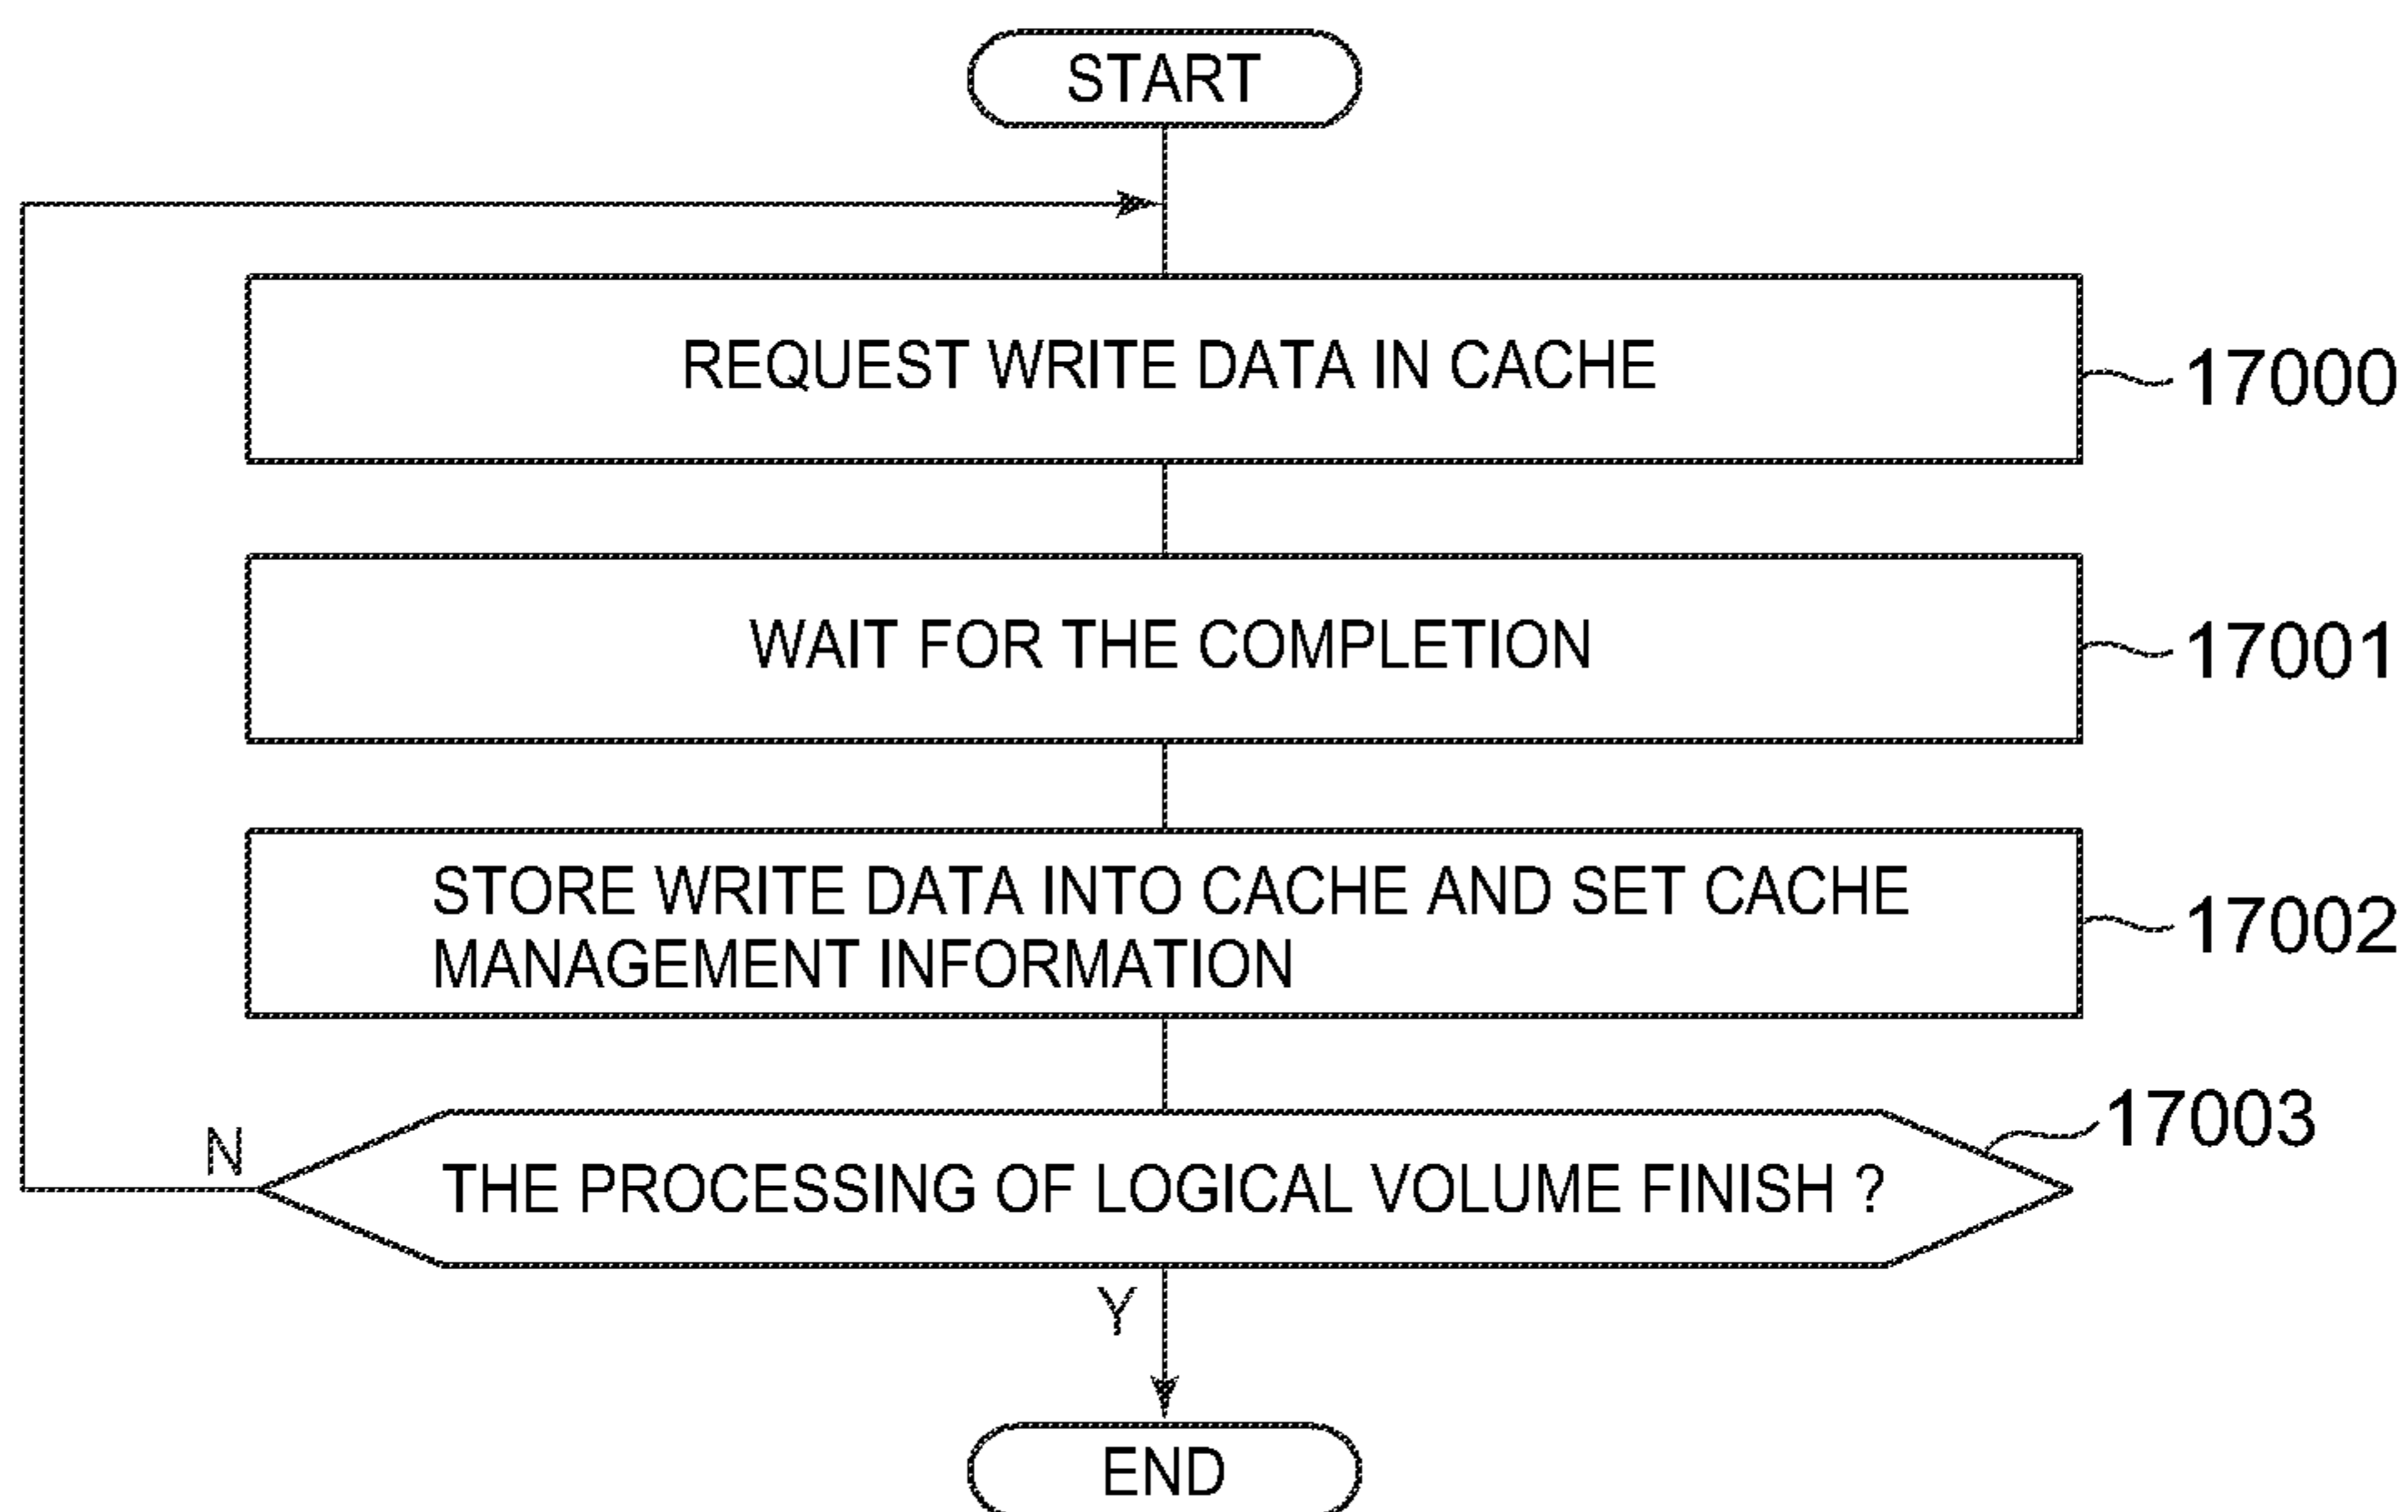 START
REQUEST WRITE DATA IN CACHE
17000
WAIT FOR THE COMPLETION
17001
STORE WRITE DATA INTO CACHE AND SET CACHE
MANAGEMENT INFORMATION
17002
17003
N
THE PROCESSING OF LOGICAL VOLUME FINISH ?
Y
END